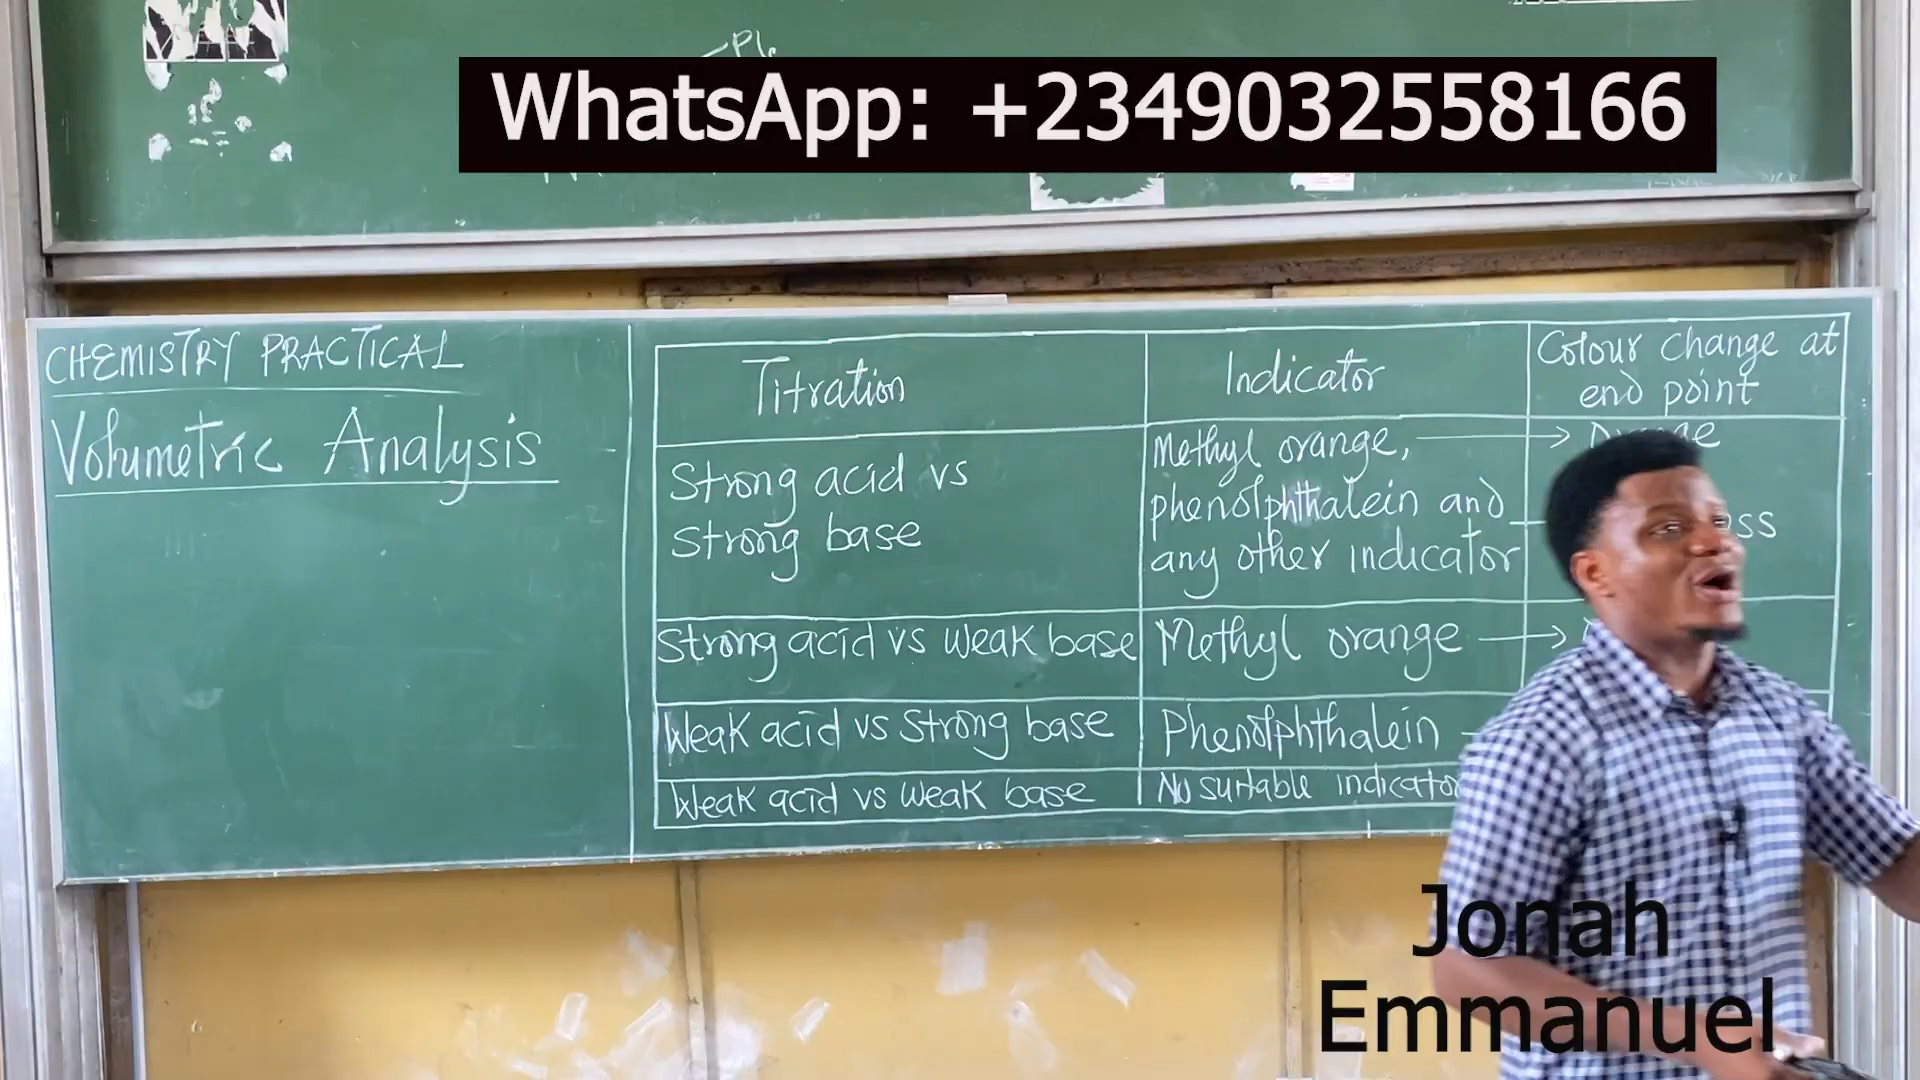 WhatsApp: +2349032558166
CHEMISTRY PRACTICAL
Volumetric Analysis
Titration
Indicator
Colour change at
end point
Strong acid vs
strong base
Methyl orange,
phenolphthalein and
any other indicator
Strong acid vs weak base
Methyl orange
Weak acid vs strong base
Phenolphthalein
Weak acid vs weak base
No suitable indicator
Jonah
Emmanuel